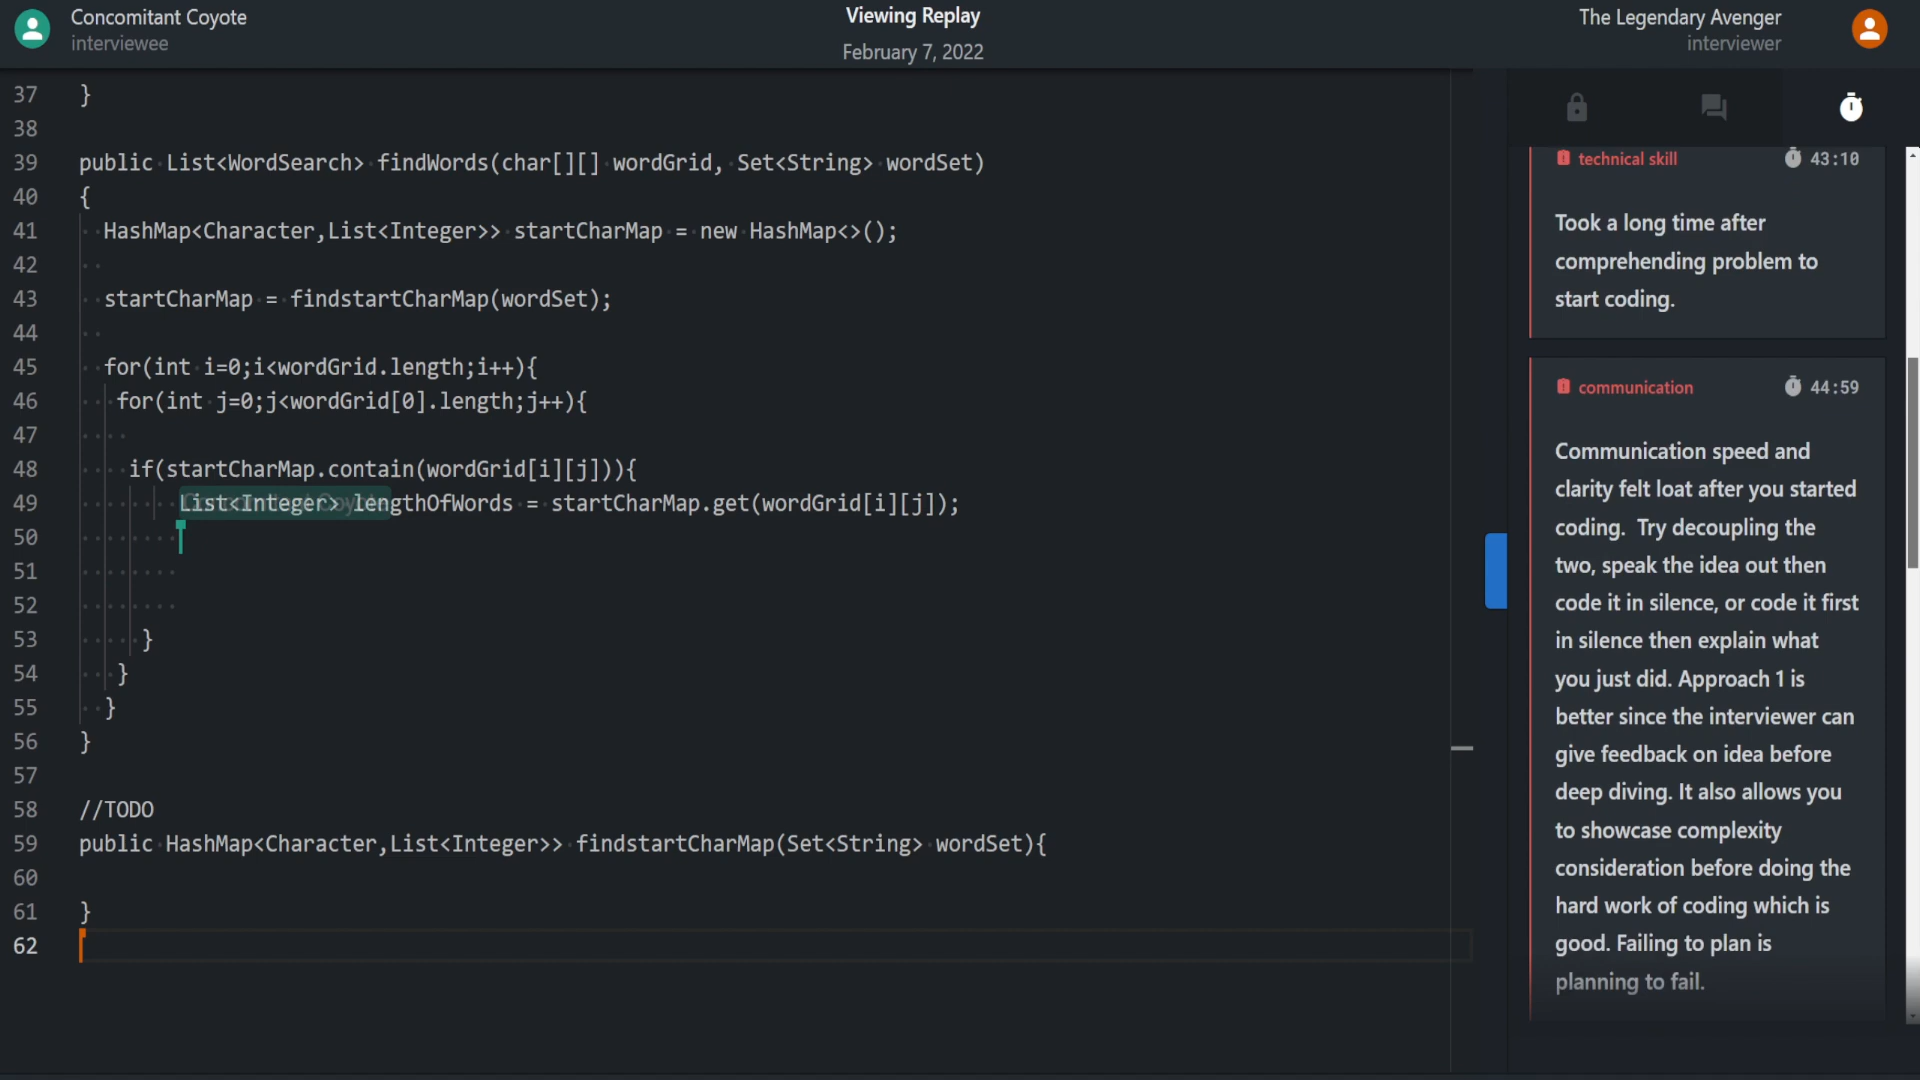 Concomitant Coyote
interviewee
Viewing Replay
February 7, 2022
The Legendary Avenger
interviewer
37 }
38
39 public List<WordSearch> findWords(char[][] wordGrid, Set<String> wordSet)
40 {
41 HashMap<Character,List<Integer>> startCharMap = new HashMap<>();
42
43 startCharMap = findstartCharMap(wordSet);
44
45 for(int i=0;i<wordGrid.length;i++){
46 for(int j=0;j<wordGrid[0].length;j++){
47
48 if(startCharMap.contain(wordGrid[i][j])){
49 List<Integer> lengthOfWords = startCharMap.get(wordGrid[i][j]);
50
51
52
53 }
54 }
55 }
56 }
57
58 //TODO
59 public HashMap<Character,List<Integer>> findstartCharMap(Set<String> wordSet){
60
61 }
62
technical skill 43:10
Took a long time after
comprehending problem to
start coding.
communication 44:59
Communication speed and
clarity felt loat after you started
coding. Try decoupling the
two, speak the idea out then
code it in silence, or code it first
in silence then explain what
you just did. Approach 1 is
better since the interviewer can
give feedback on idea before
deep diving. It also allows you
to showcase complexity
consideration before doing the
hard work of coding which is
good. Failing to plan is
planning to fail.